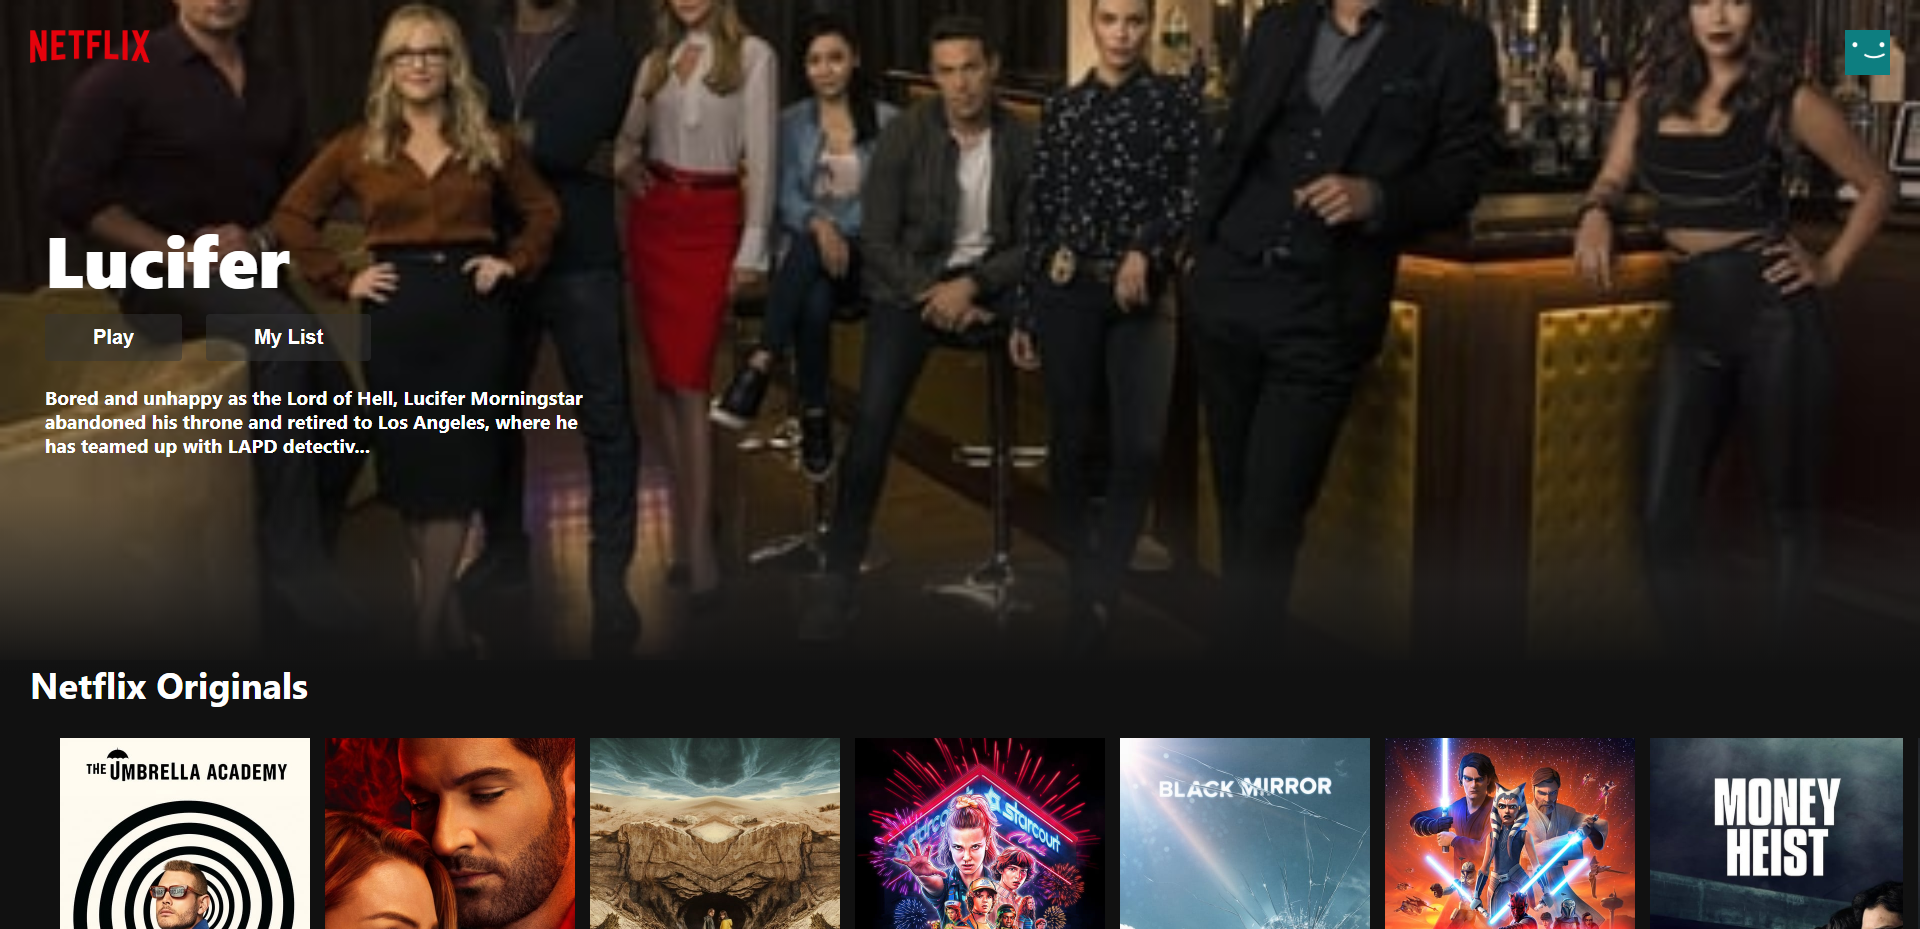 NETFLIX
Lucifer
Play
My List
Bored and unhappy as the Lord of Hell, Lucifer Morningstar
abandoned his throne and retired to Los Angeles, where he
has teamed up with LAPD detectiv...
Netflix Originals
THE UMBRELLA ACADEMY
starcourt
BLACK MIRROR
MONEY
HEIST